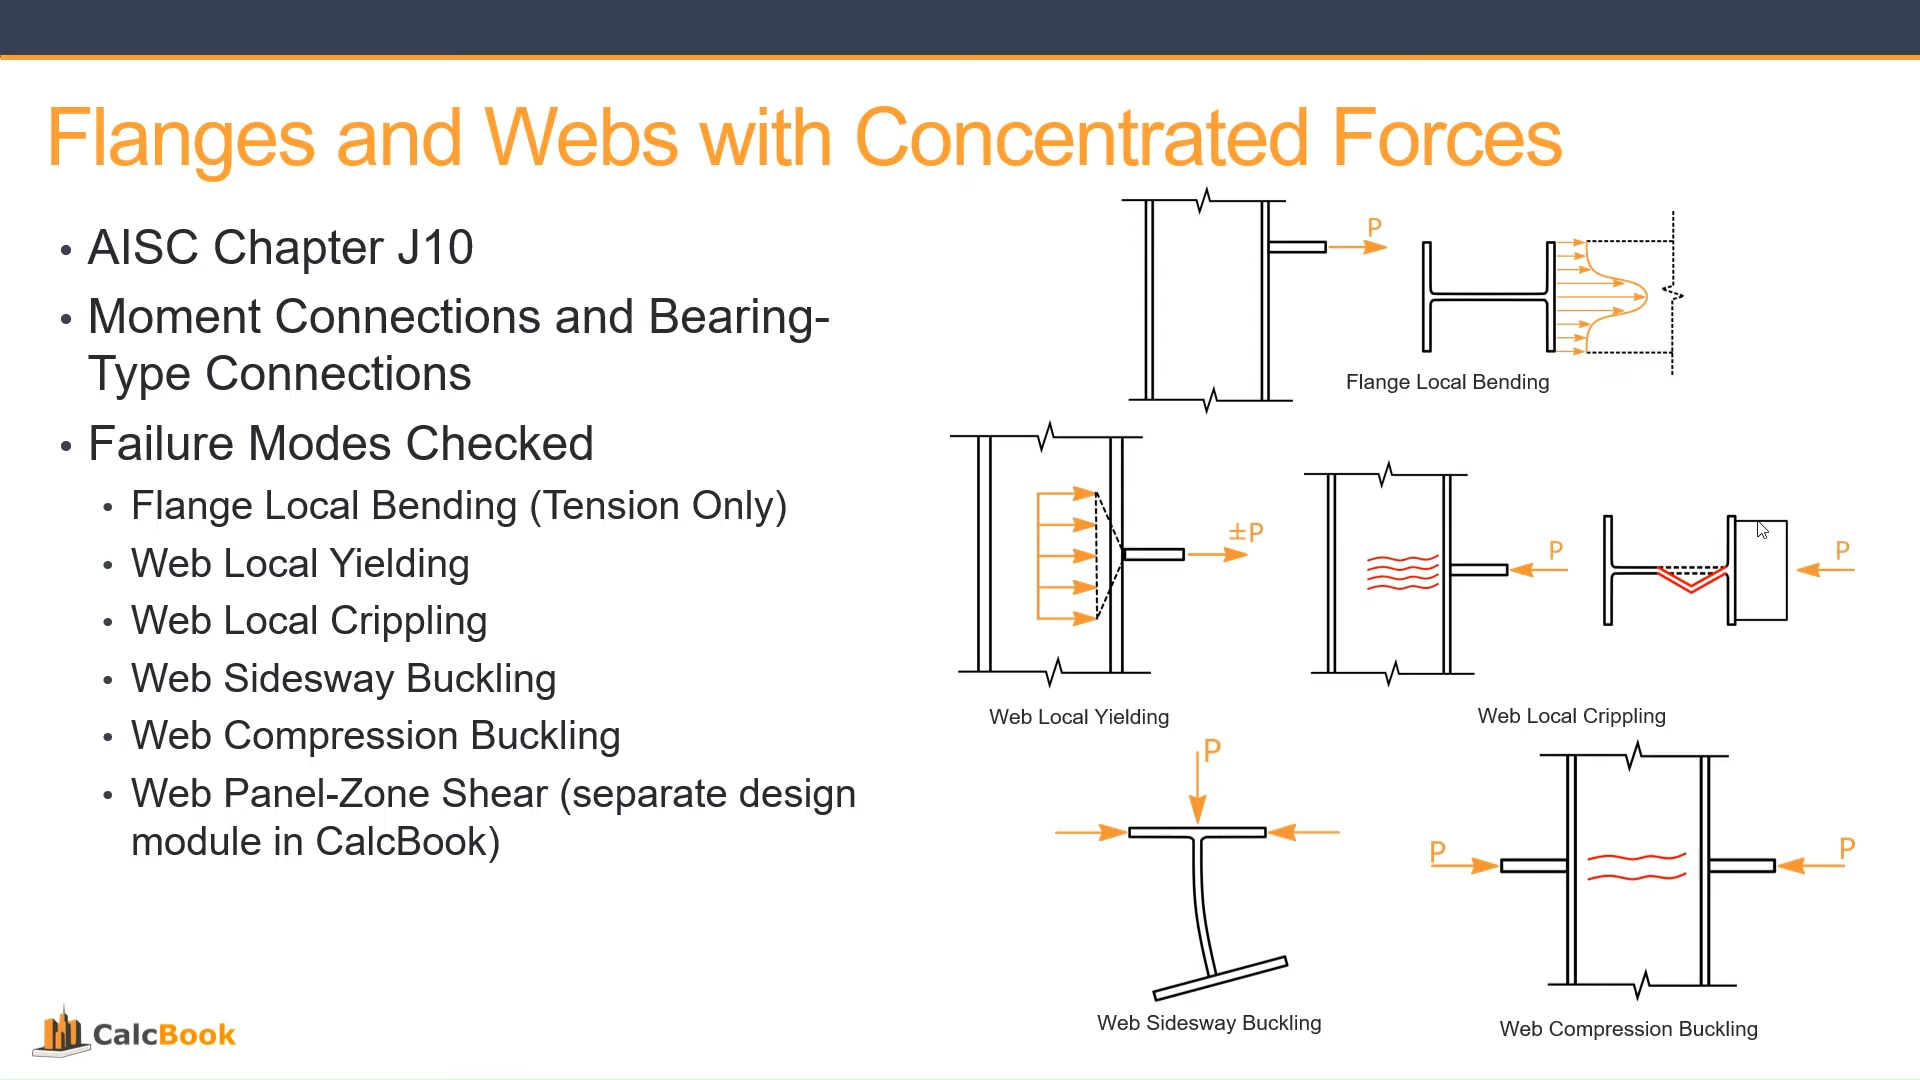 Flanges and Webs with Concentrated Forces
• AISC Chapter J10
• Moment Connections and Bearing-
Type Connections
• Failure Modes Checked
• Flange Local Bending (Tension Only)
• Web Local Yielding
• Web Local Crippling
• Web Sidesway Buckling
• Web Compression Buckling
• Web Panel-Zone Shear (separate design
module in CalcBook)
P
Flange Local Bending
±P
Web Local Yielding
P
P
Web Local Crippling
P
Web Sidesway Buckling
P
P
Web Compression Buckling
CalcBook